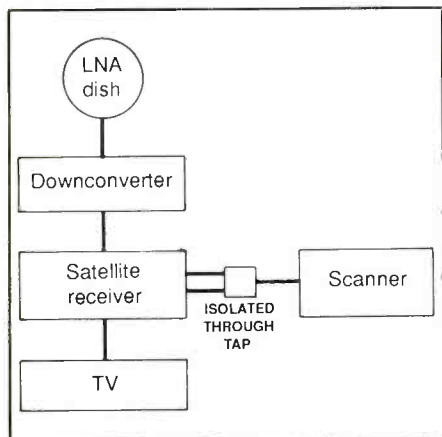 LNA
dish
Downconverter
Satellite
receiver
Scanner
ISOLATED
THROUGH
TAP
TV